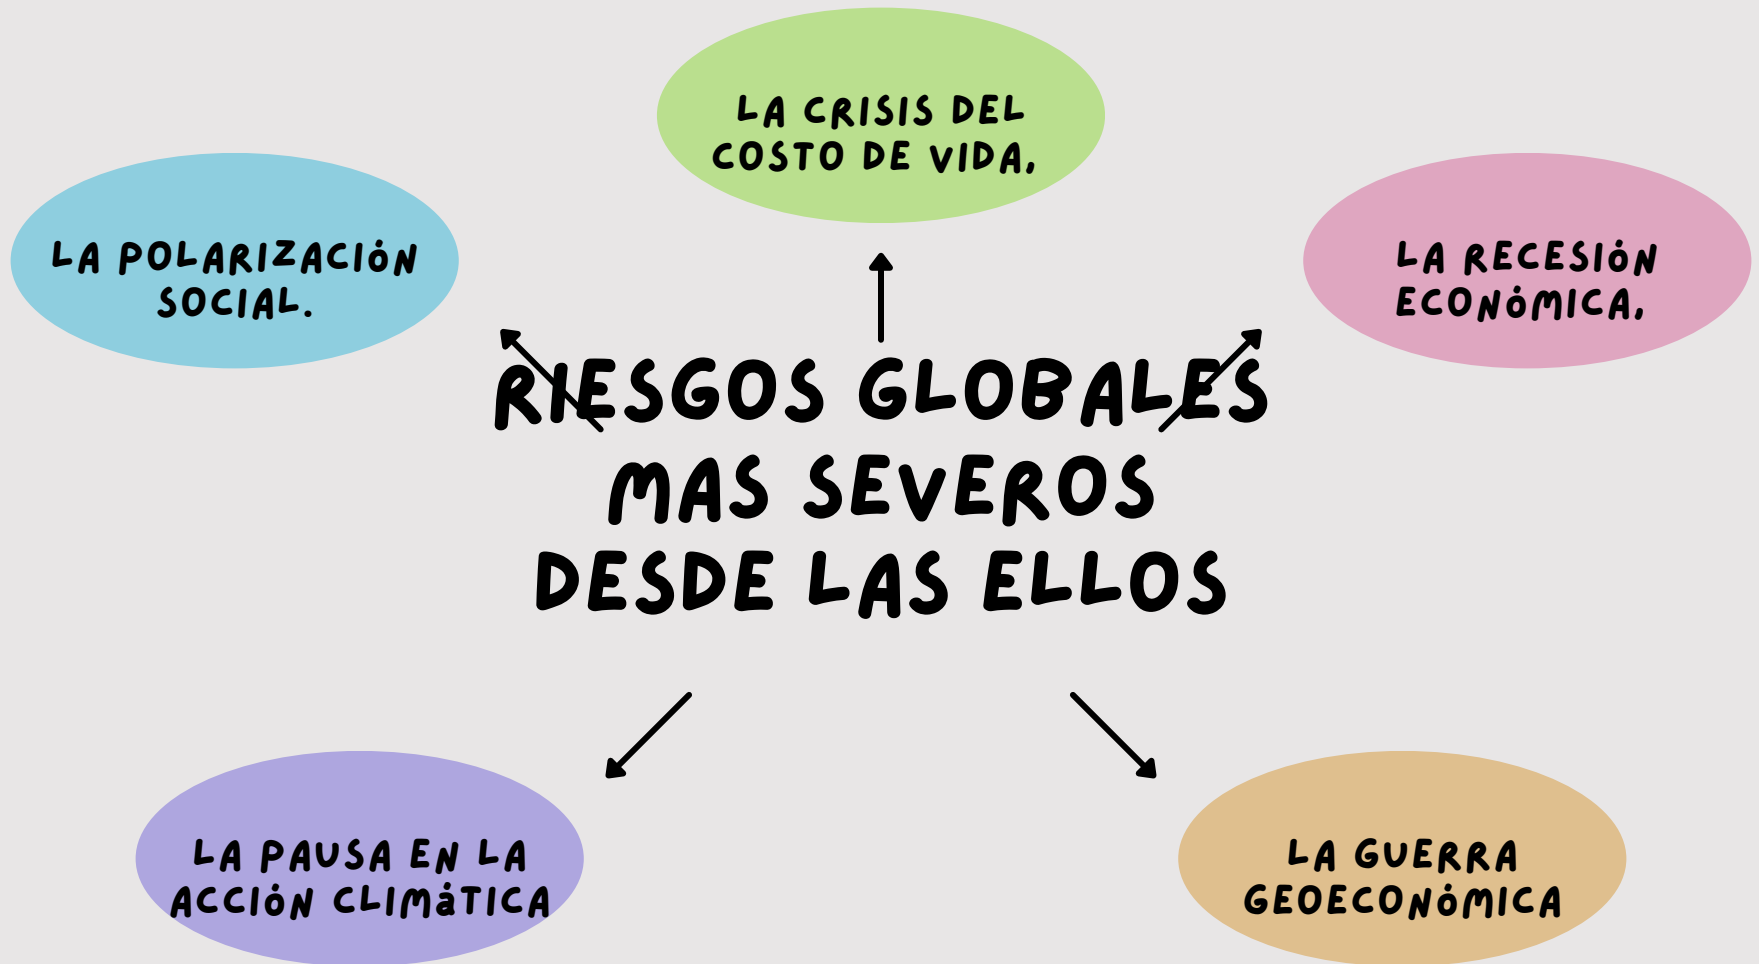 LA CRISIS DEL
COSTO DE VIDA,
LA POLARIZACIÓN
SOCIAL.
LA RECESIÓN
ECONÓMICA,
RIESGOS GLOBALES
MAS SEVEROS
DESDE LAS ELLOS
LA PAUSA EN LA
ACCIÓN CLIMÁTICA
LA GUERRA
GEOECONÓMICA